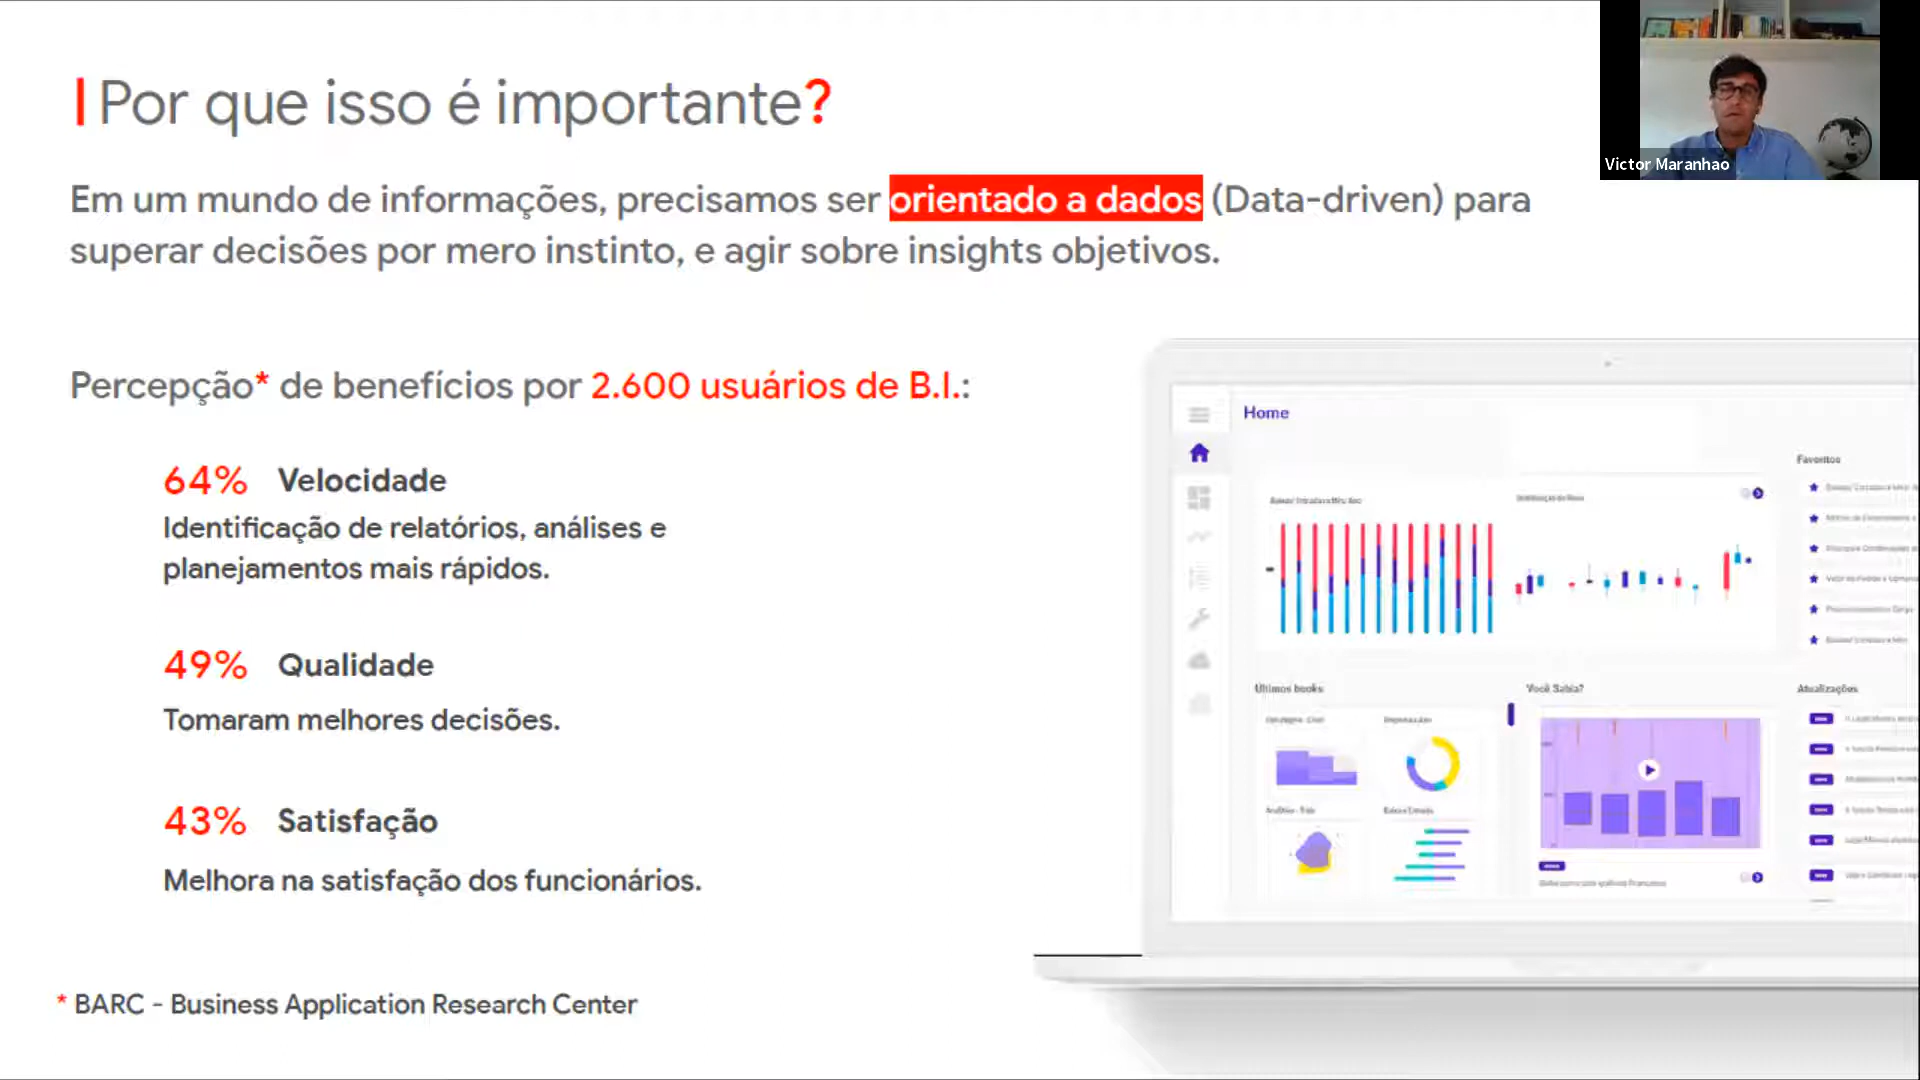 Por que isso é importante?
Victor Maranhao
Em um mundo de informações, precisamos ser orientado a dados (Data-driven) para
superar decisões por mero instinto, e agir sobre insights objetivos.
Percepção* de benefícios por 2.600 usuários de B.I.:
64% Velocidade
Identificação de relatórios, análises e
planejamentos mais rápidos.
49% Qualidade
Tomaram melhores decisões.
43% Satisfação
Melhora na satisfação dos funcionários.
* BARC - Business Application Research Center
Home
Favoritos
Últimos books
Você Sabia?
Atualizações